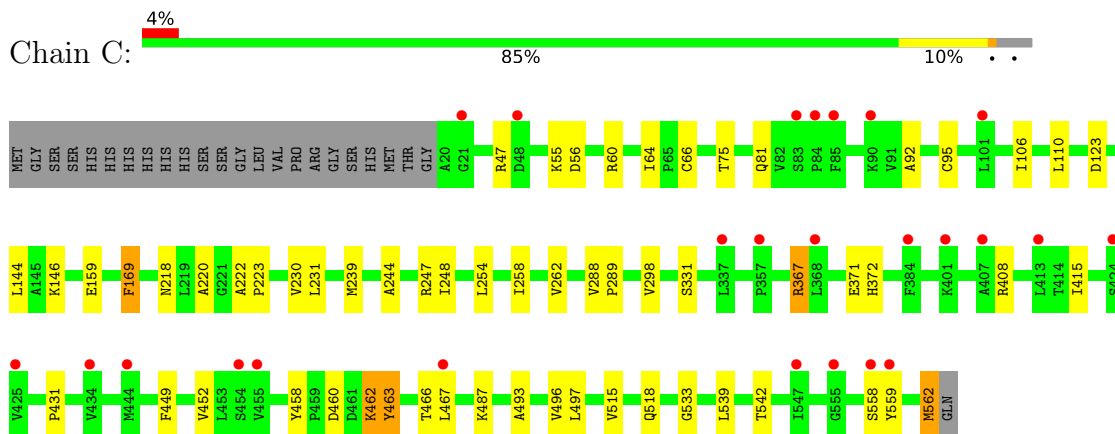 4%
Chain C:
85% 10% • •
MET GLY SER SER HIS HIS HIS HIS HIS HIS SER SER GLY LEU VAL PRO ARG GLY SER HIS MET THR GLY A20 G21 R47 D48 K55 D56 R60 I64 P65 C66 T75 Q81 V82 S83 P84 F85 K90 V91 A92 C95 L101 I106 L110 D123
L144 A145 K146 E159 F169 N218 L219 A220 G221 A222 P223 V230 L231 M239 A244 R247 I248 L254 I258 V262 V288 P289 V298 S331 L337 P357 R367 L368 E371 H372 F384 K401 A407 R408 L413 T414 I415 S424
V425 P431 V434 M444 F449 V452 L453 S454 V455 Y458 P459 D460 D461 K462 Y463 T466 L467 K487 A493 V496 L497 V515 Q518 G533 L539 T542 I547 G555 S558 Y559 M562 GLN